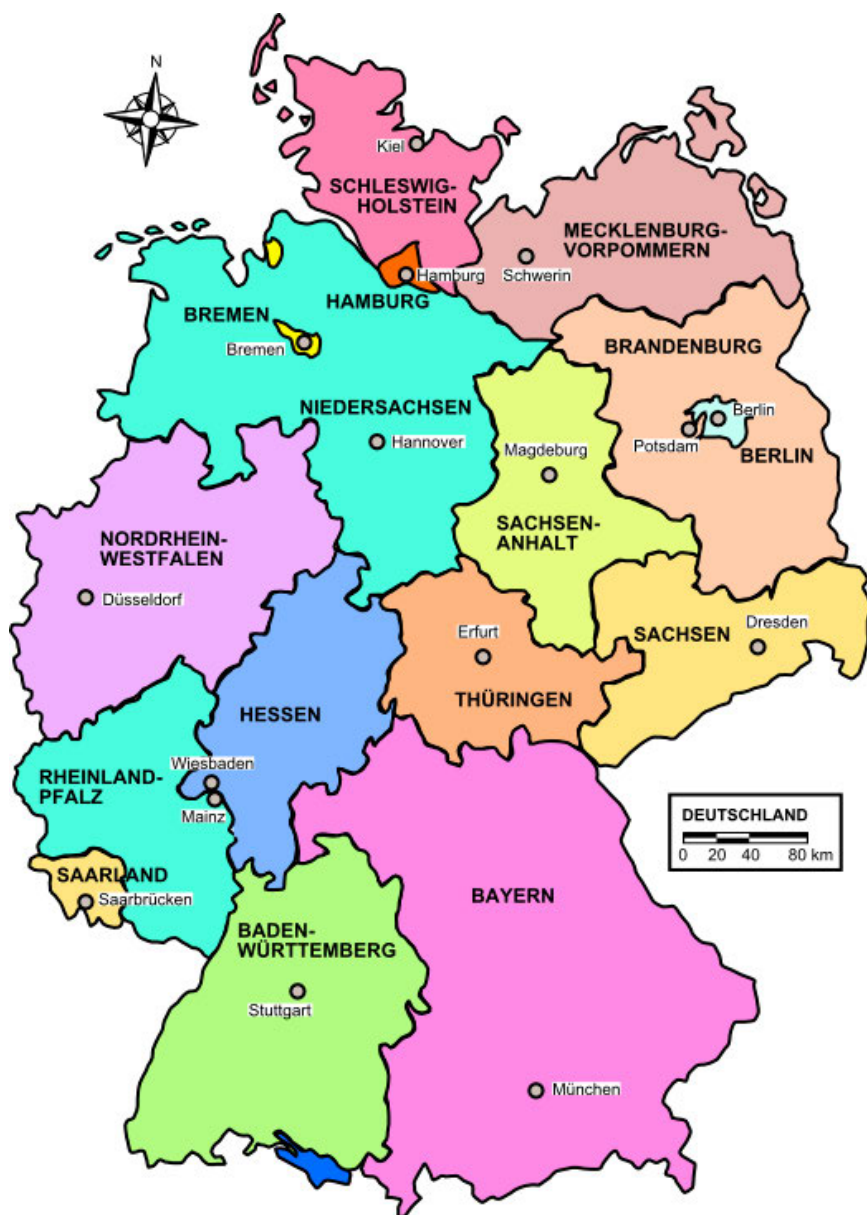 N
Kiel
SCHLESWIG-
HOLSTEIN
MECKLENBURG-
VORPOMMERN
Schwerin
Hamburg
HAMBURG
BREMEN
Bremen
BRANDENBURG
NIEDERSACHSEN
Hannover
Berlin
Potsdam
BERLIN
Magdeburg
SACHSEN-
ANHALT
NORDRHEIN-
WESTFALEN
Düsseldorf
Erfurt
THÜRINGEN
SACHSEN
Dresden
HESSEN
Wiesbaden
Mainz
RHEINLAND-
PFALZ
DEUTSCHLAND
0 20 40 80 km
SAARLAND
Saarbrücken
BAYERN
BADEN-
WÜRTTEMBERG
Stuttgart
München